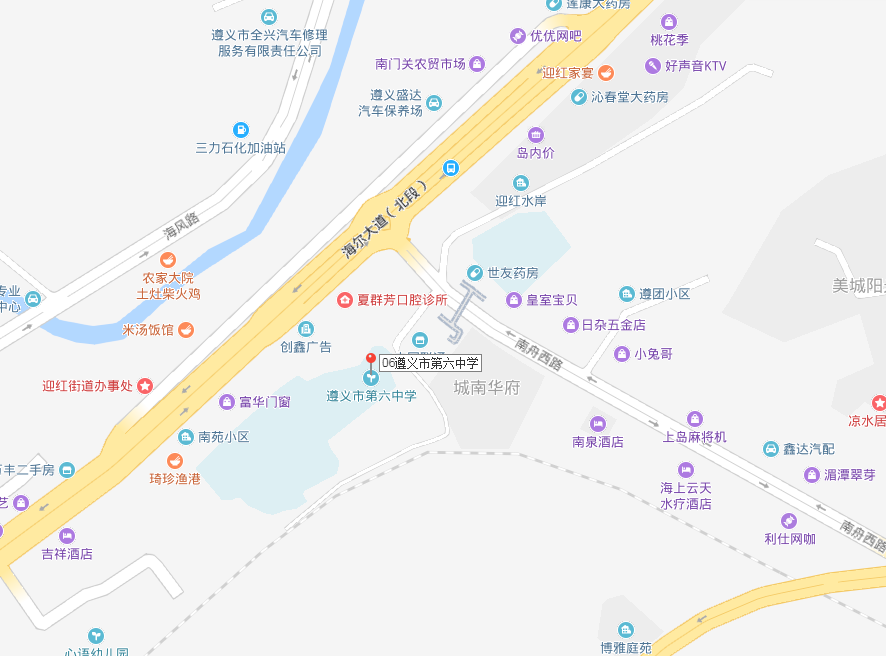 莲康大药房
遵义市全兴汽车修理
服务有限责任公司
优优网吧
桃花季
南门关农贸市场
迎红家宴
好声音KTV
遵义盛达
汽车保养场
沁春堂大药房
三力石化加油站
岛内价
海尔大道（北段）
迎红水岸
海风路
农家大院
土灶柴火鸡
世友药房
专业
中心
夏群芳口腔诊所
皇室宝贝
遵团小区
美城阳
米汤饭馆
创鑫广告
日杂五金店
南舟西路
小兔哥
06遵义市第六中学
迎红街道办事处
遵义市第六中学
城南华府
富华门窗
凉水居
南苑小区
南泉酒店
上岛麻将机
鑫达汽配
万丰二手房
琦珍渔港
海上云天
水疗酒店
湄潭翠芽
艺
吉祥酒店
利仕网咖
南舟西路
博雅庭苑
心语幼儿园